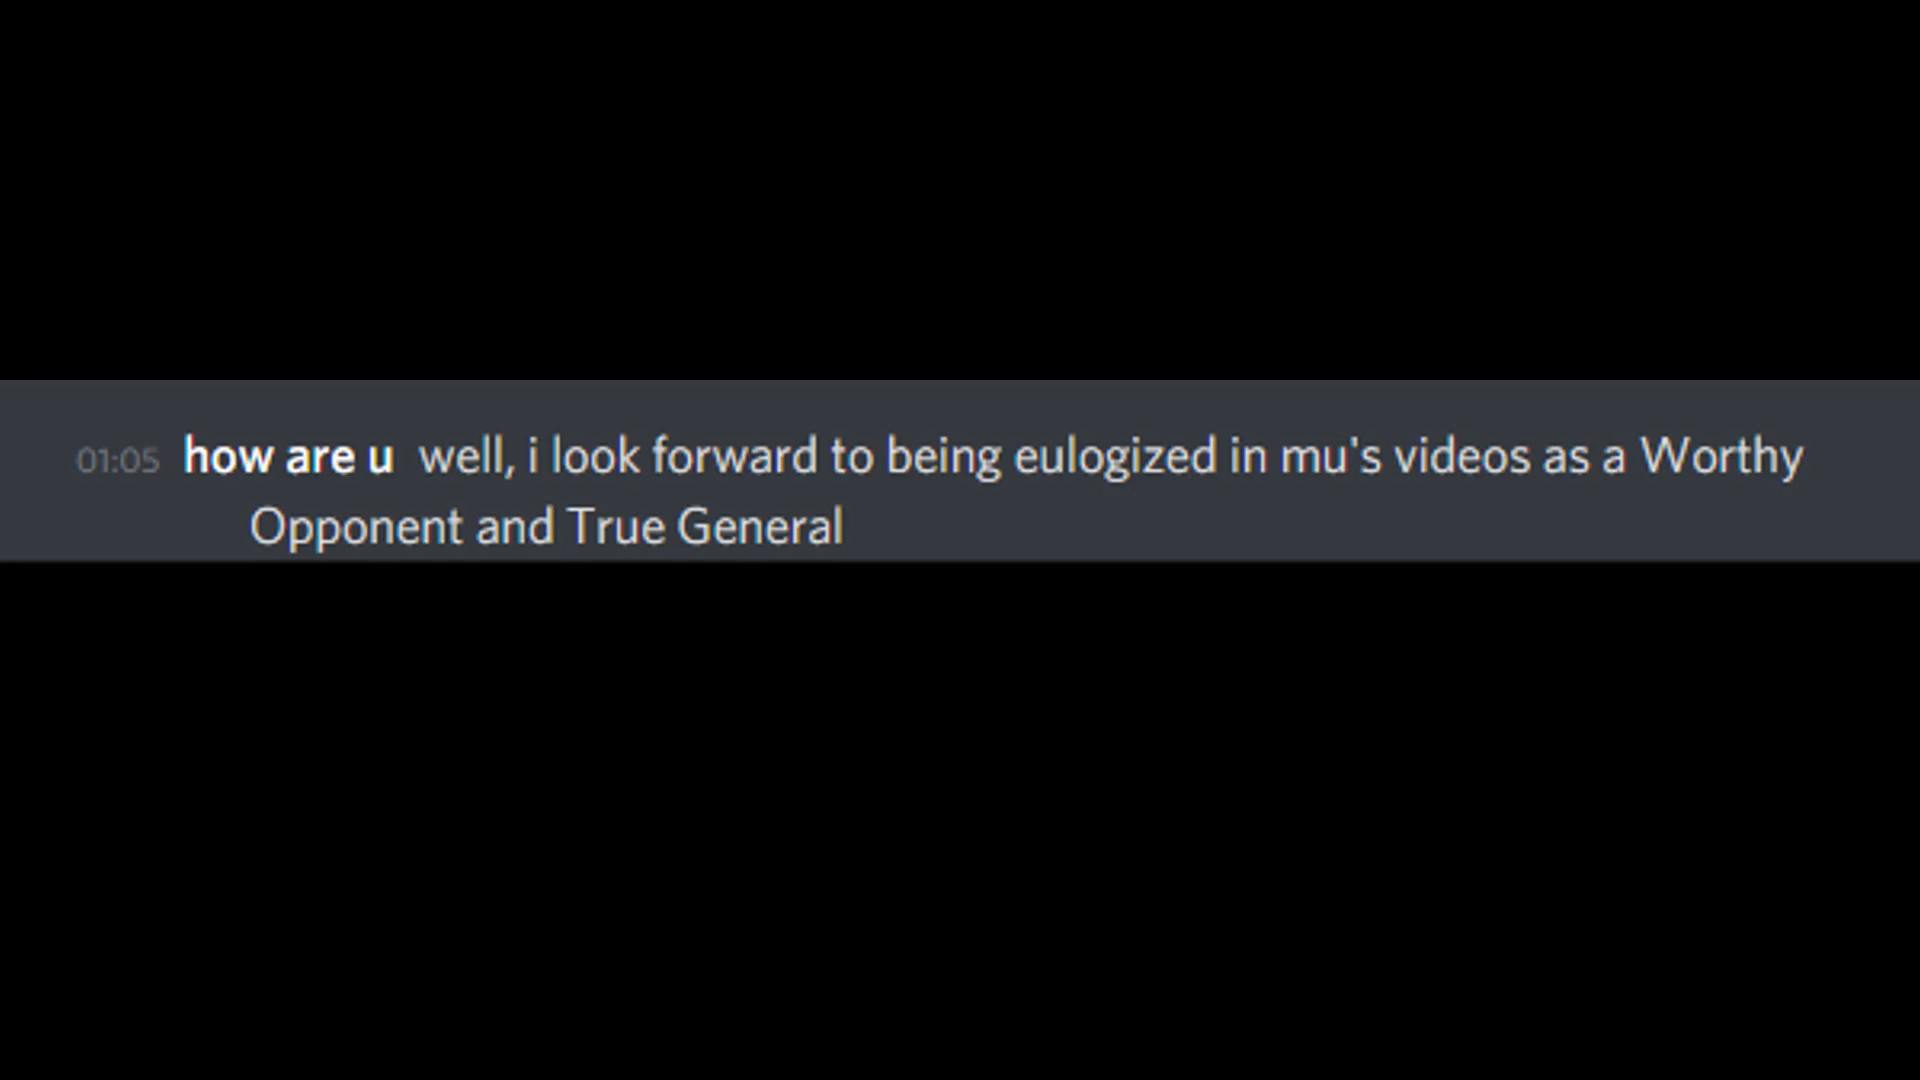 01:05 how are u well, i look forward to being eulogized in mu's videos as a Worthy
Opponent and True General